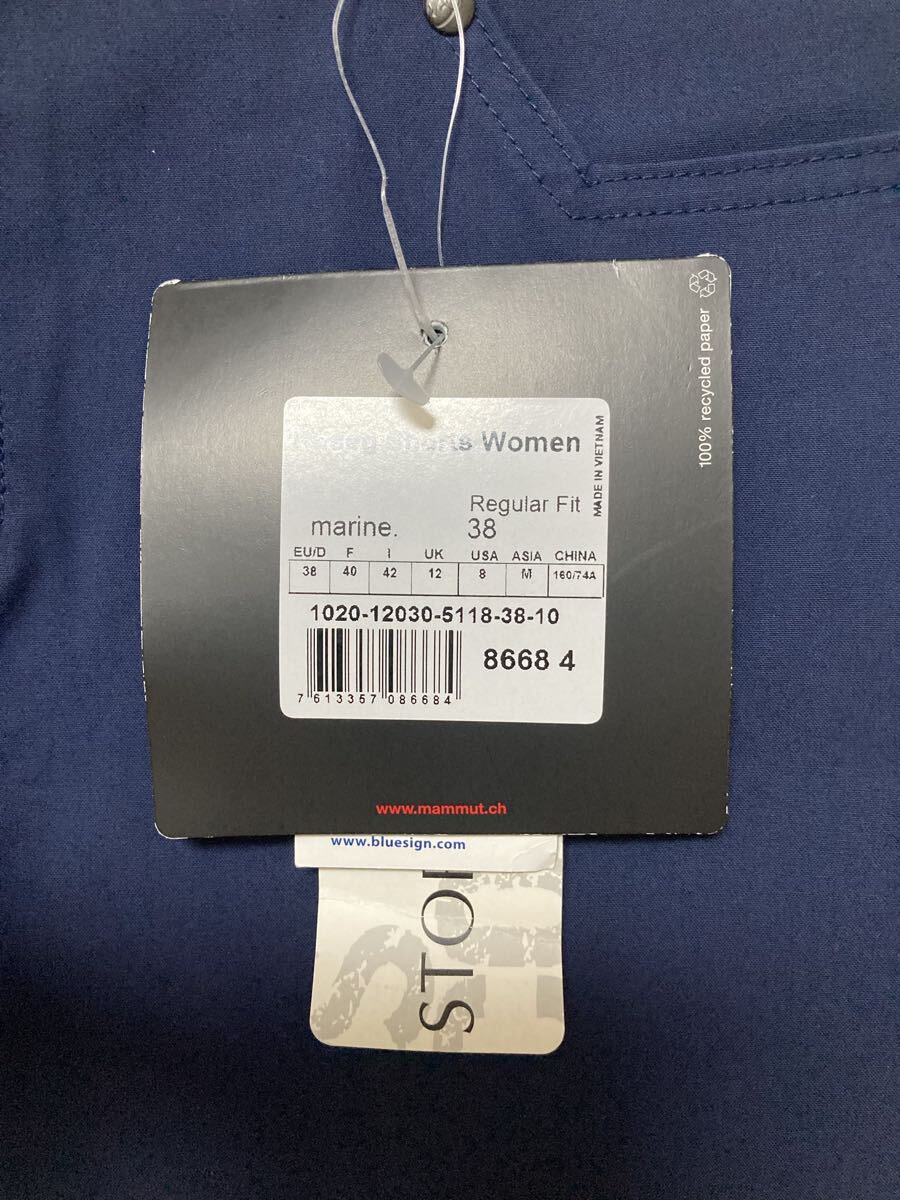 100% recycled paper
Shorts Women
MADE IN VIETNAM
Regular Fit
marine. 38
EU/D F I UK USA ASIA CHINA
38 40 42 12 8 M 160/74A
1020-12030-5118-38-10
8668 4
7 613357 086684
www.mammut.ch
www.bluesign.com